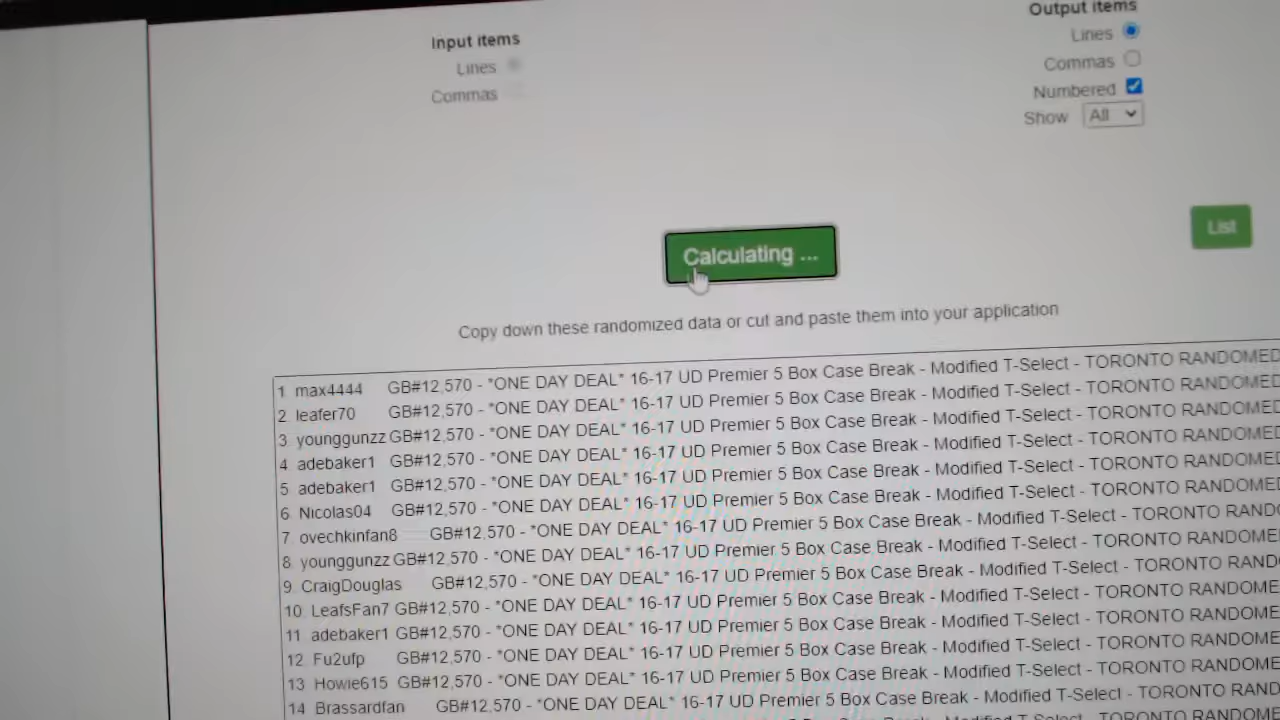 Input items
Lines
Commas
Output items
Lines
Commas
Numbered
Show All
Calculating ...
List
Copy down these randomized data or cut and paste them into your application
1 max4444 GB#12,570 - *ONE DAY DEAL* 16-17 UD Premier 5 Box Case Break - Modified T-Select - TORONTO RANDOMED
2 leafer70 GB#12,570 - *ONE DAY DEAL* 16-17 UD Premier 5 Box Case Break - Modified T-Select - TORONTO RANDOMED
3 younggunzz GB#12,570 - *ONE DAY DEAL* 16-17 UD Premier 5 Box Case Break - Modified T-Select - TORONTO RANDOMED
4 adebaker1 GB#12,570 - *ONE DAY DEAL* 16-17 UD Premier 5 Box Case Break - Modified T-Select - TORONTO RANDOMED
5 adebaker1 GB#12,570 - *ONE DAY DEAL* 16-17 UD Premier 5 Box Case Break - Modified T-Select - TORONTO RANDOMED
6 Nicolas04 GB#12,570 - *ONE DAY DEAL* 16-17 UD Premier 5 Box Case Break - Modified T-Select - TORONTO RANDOMED
7 ovechkinfan8 GB#12,570 - *ONE DAY DEAL* 16-17 UD Premier 5 Box Case Break - Modified T-Select - TORONTO RANDO
8 younggunzz GB#12,570 - *ONE DAY DEAL* 16-17 UD Premier 5 Box Case Break - Modified T-Select - TORONTO RANDOME
9 CraigDouglas GB#12,570 - *ONE DAY DEAL* 16-17 UD Premier 5 Box Case Break - Modified T-Select - TORONTO RANDO
10 LeafsFan7 GB#12,570 - *ONE DAY DEAL* 16-17 UD Premier 5 Box Case Break - Modified T-Select - TORONTO RANDOME
11 adebaker1 GB#12,570 - *ONE DAY DEAL* 16-17 UD Premier 5 Box Case Break - Modified T-Select - TORONTO RANDOME
12 Fu2ufp GB#12,570 - *ONE DAY DEAL* 16-17 UD Premier 5 Box Case Break - Modified T-Select - TORONTO RANDOME
13 Howie615 GB#12,570 - *ONE DAY DEAL* 16-17 UD Premier 5 Box Case Break - Modified T-Select - TORONTO RANDOME
14 Brassardfan GB#12,570 - *ONE DAY DEAL* 16-17 UD Premier 5 Box Case Break - Modified T-Select - TORONTO RANDO